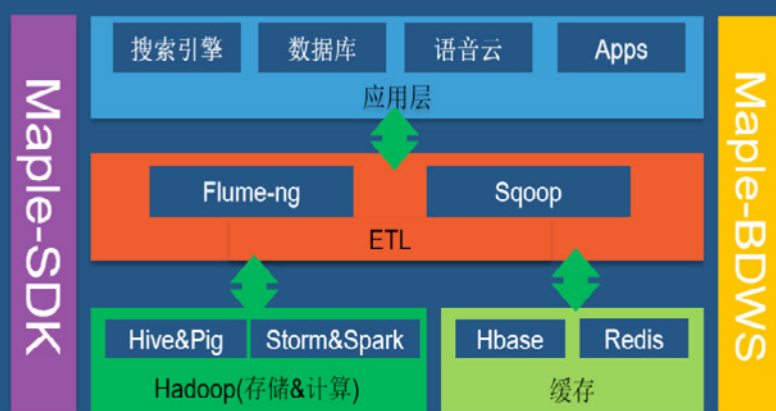 Maple-SDK
搜索引擎 数据库 语音云 Apps
应用层
Flume-ng Sqoop
ETL
Hive&Pig Storm&Spark
Hadoop(存储&计算)
Hbase Redis
缓存
Maple-BDWS